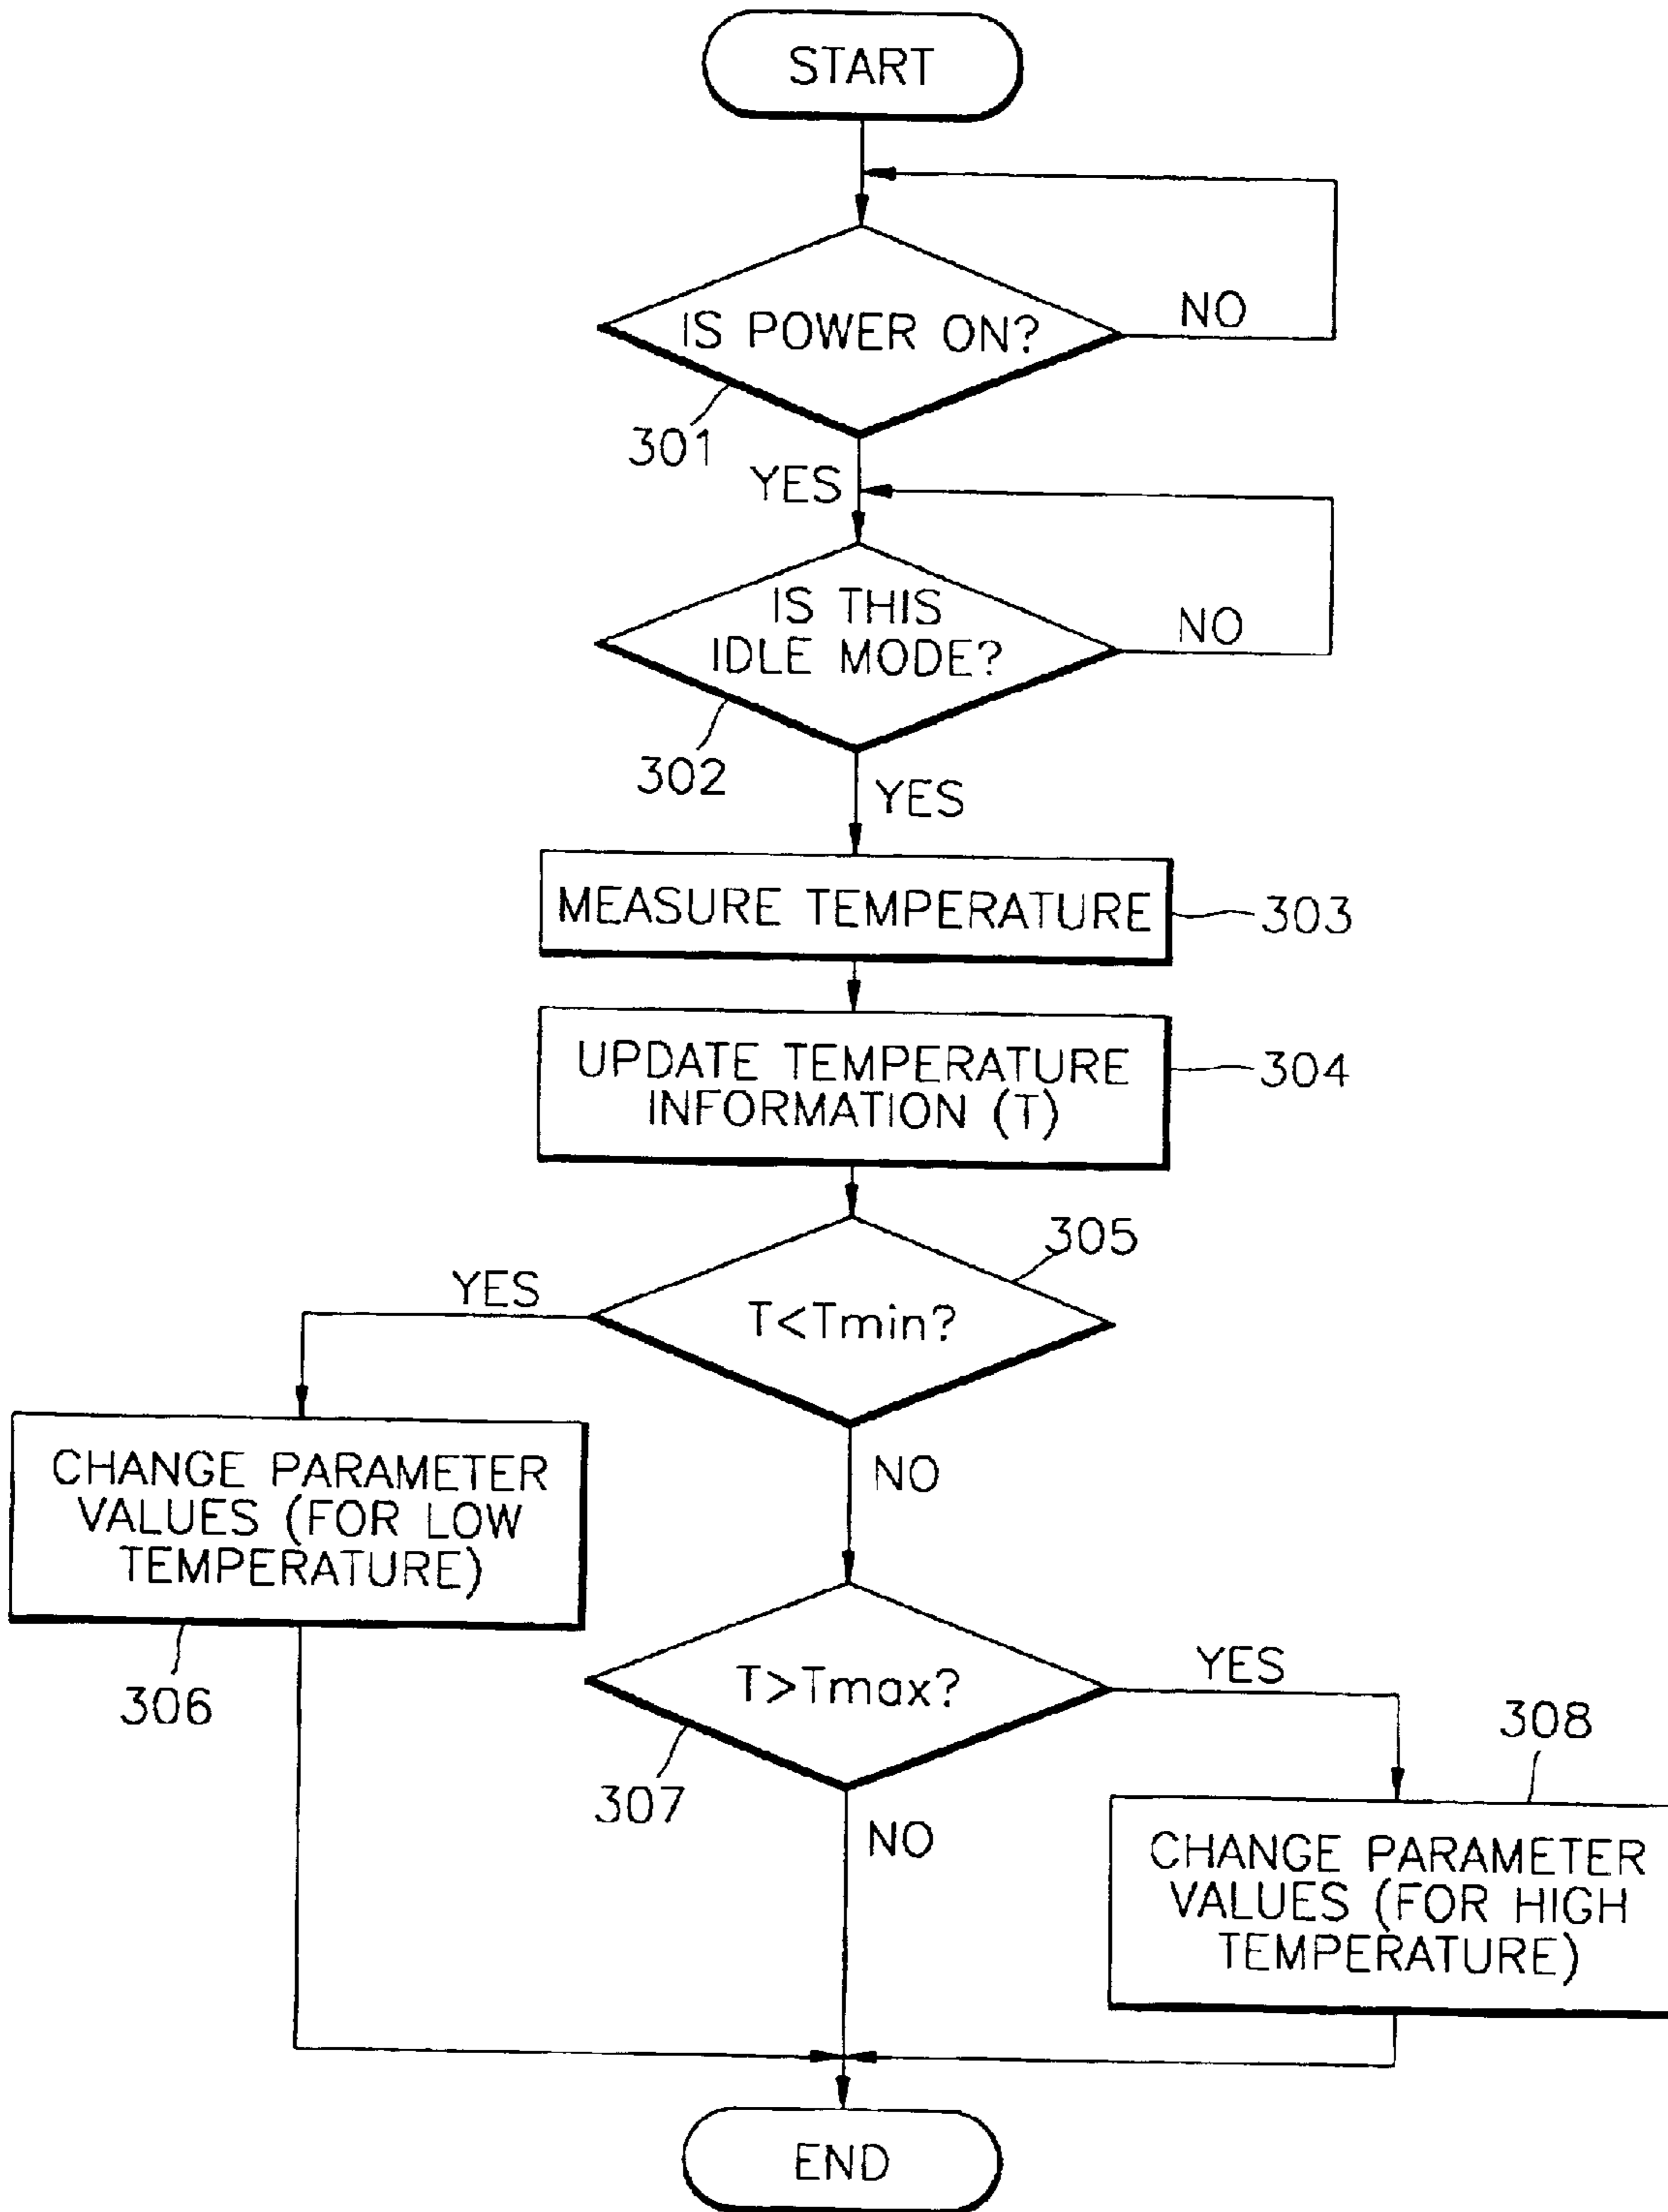 START
IS POWER ON?
NO
301
YES
IS THIS
IDLE MODE?
NO
302
YES
MEASURE TEMPERATURE
303
UPDATE TEMPERATURE
INFORMATION (T)
304
305
YES
T<Tmin?
CHANGE PARAMETER
VALUES (FOR LOW
TEMPERATURE)
NO
306
T>Tmax?
YES
307
308
NO
CHANGE PARAMETER
VALUES (FOR HIGH
TEMPERATURE)
END